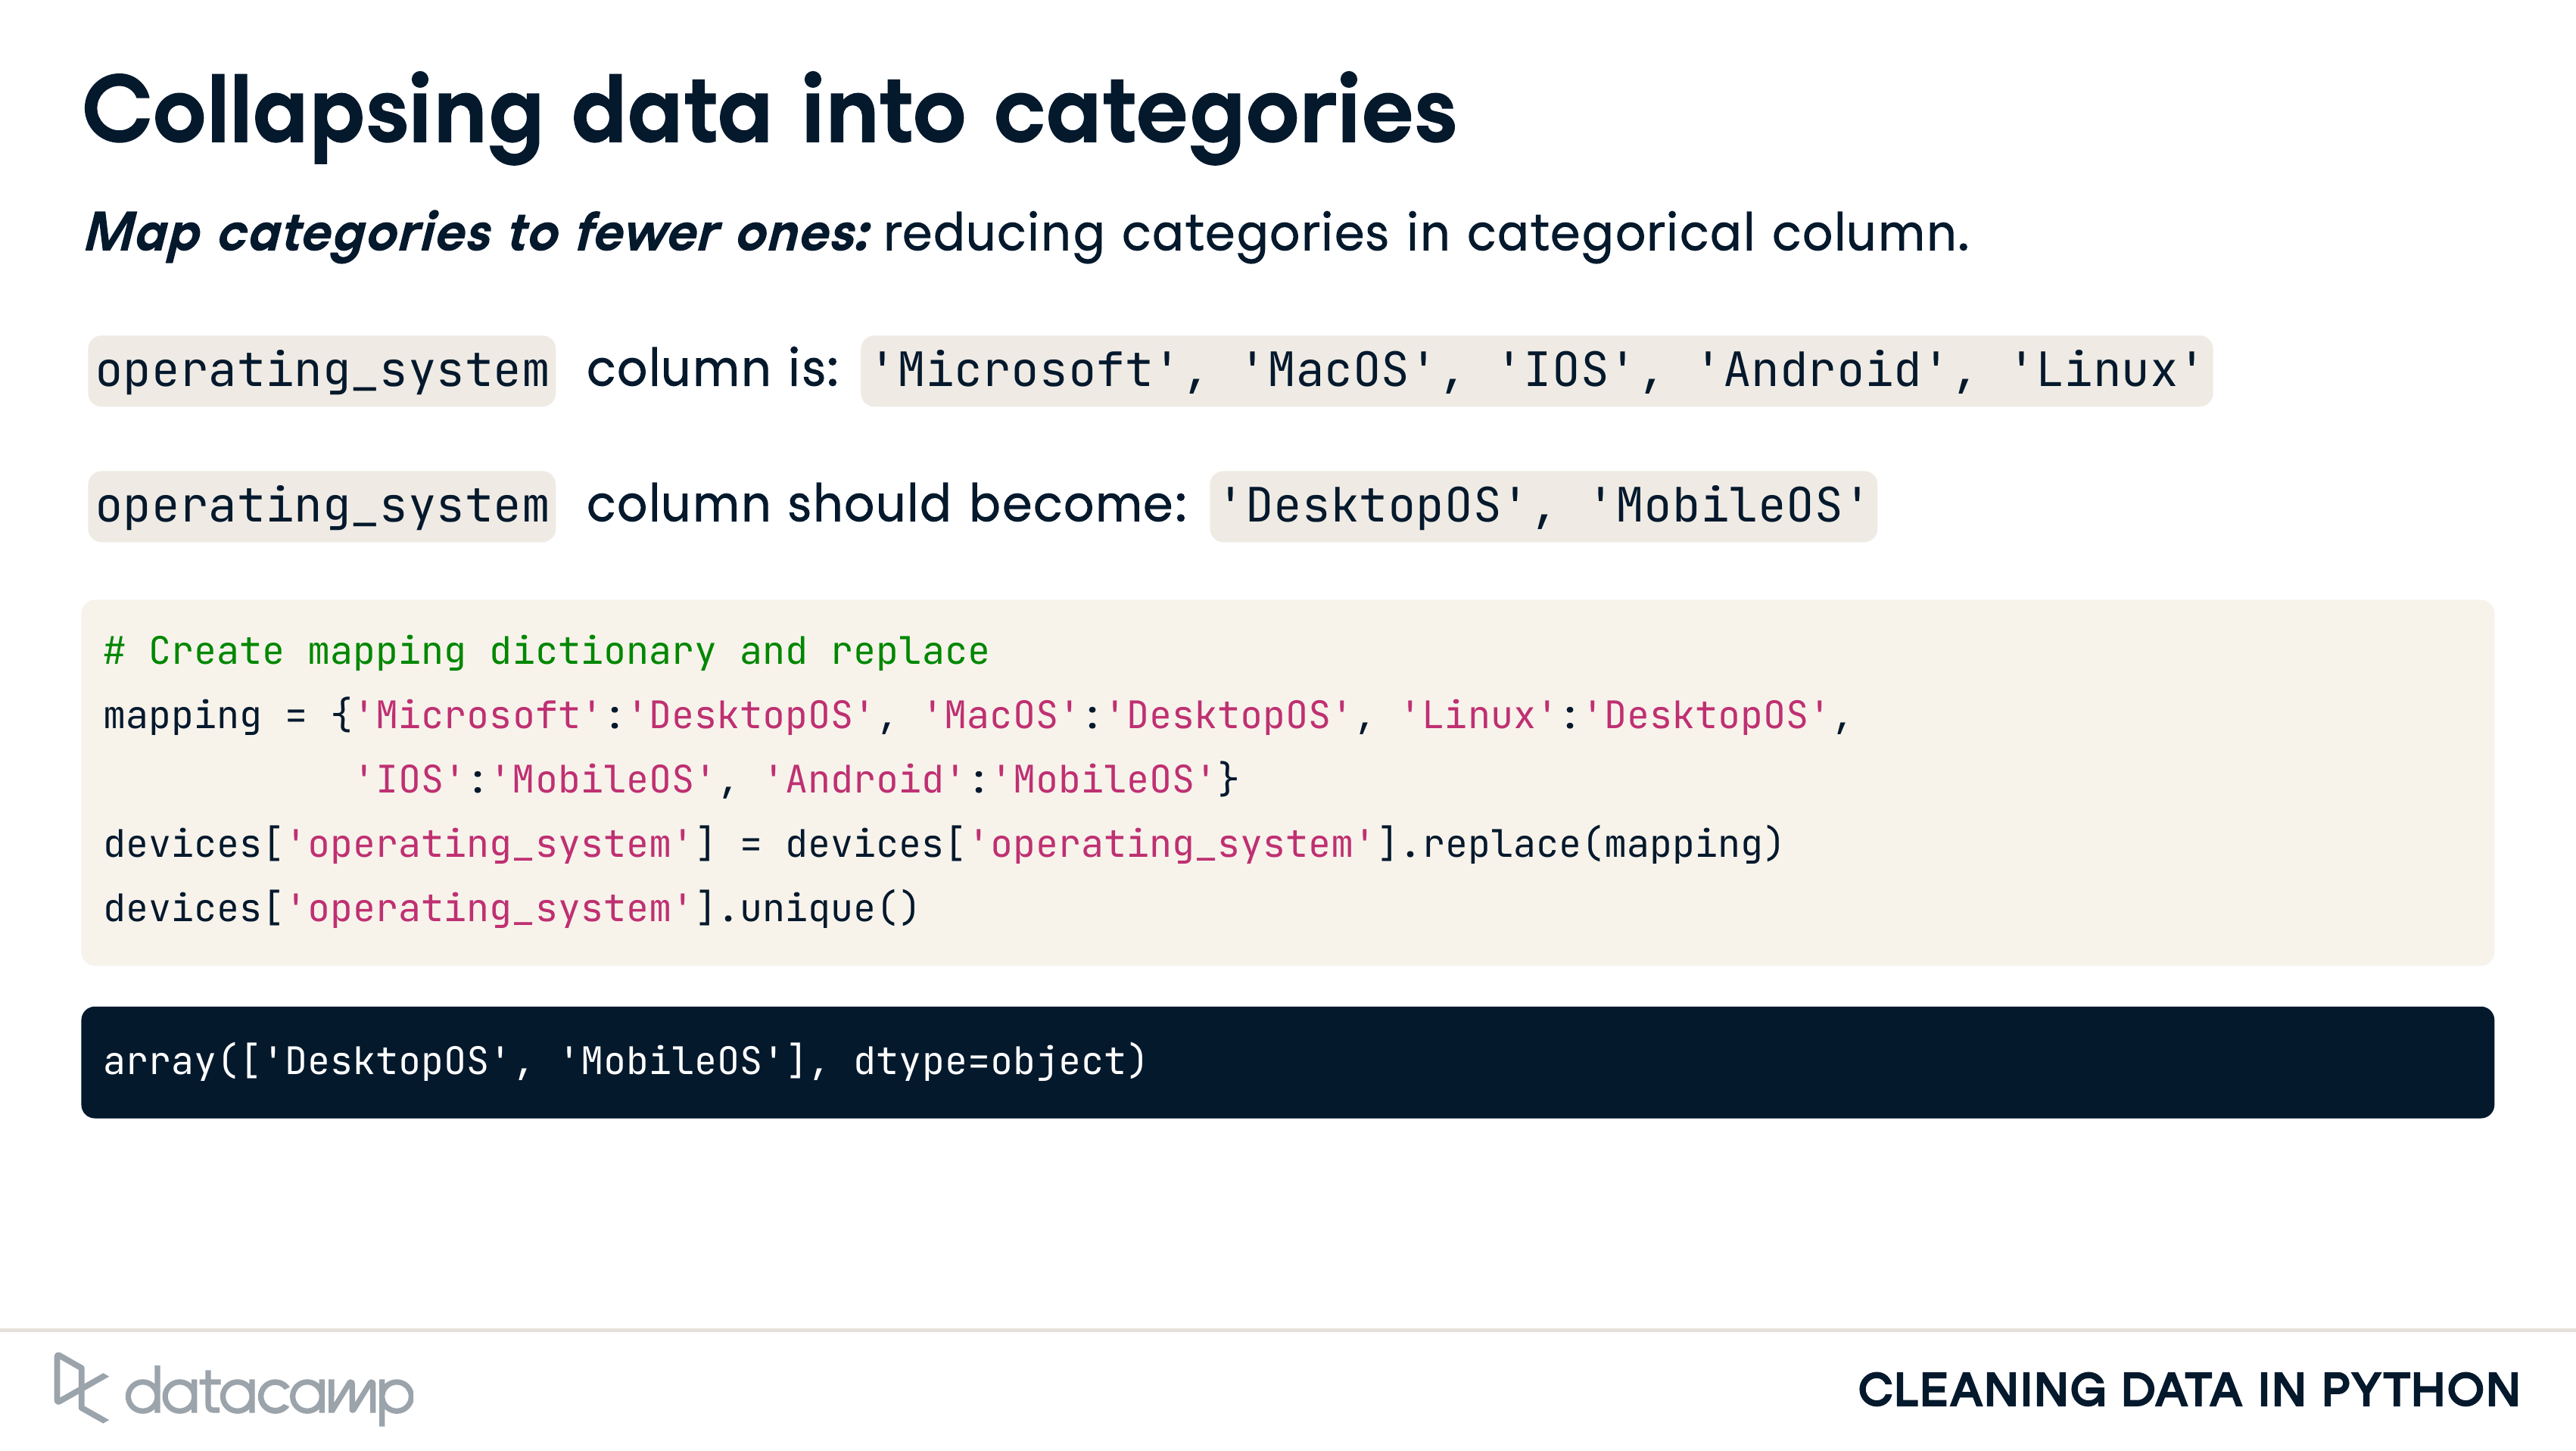 Collapsing data into categories
Map categories to fewer ones: reducing categories in categorical column.
operating_system column is: 'Microsoft', 'MacOS', 'IOS', 'Android', 'Linux'
operating_system column should become: 'DesktopOS', 'MobileOS'
# Create mapping dictionary and replace
mapping = {'Microsoft':'DesktopOS', 'MacOS':'DesktopOS', 'Linux':'DesktopOS',
'IOS':'MobileOS', 'Android':'MobileOS'}
devices['operating_system'] = devices['operating_system'].replace(mapping)
devices['operating_system'].unique()
array(['DesktopOS', 'MobileOS'], dtype=object)
datacamp
CLEANING DATA IN PYTHON